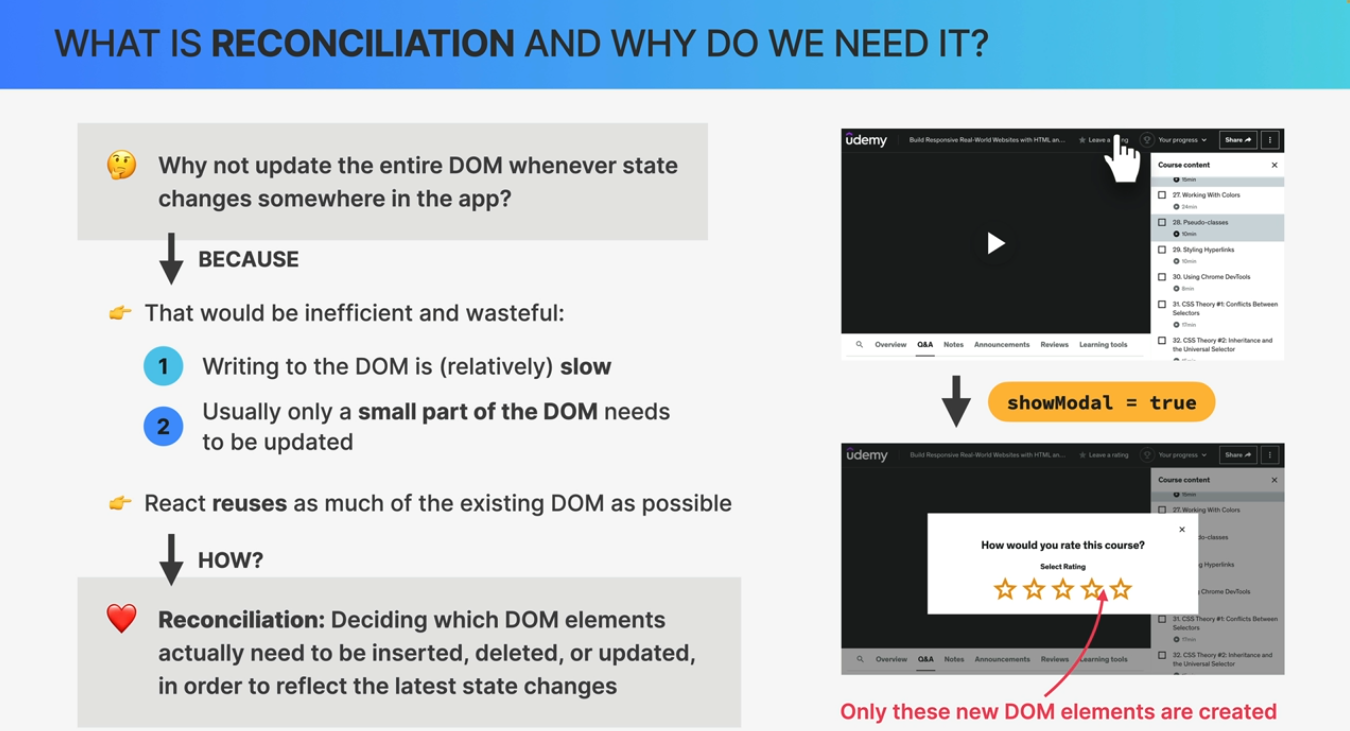 WHAT IS RECONCILIATION AND WHY DO WE NEED IT?
Why not update the entire DOM whenever state
changes somewhere in the app?
BECAUSE
That would be inefficient and wasteful:
1
Writing to the DOM is (relatively) slow
2
Usually only a small part of the DOM needs
to be updated
React reuses as much of the existing DOM as possible
HOW?
Reconciliation: Deciding which DOM elements
actually need to be inserted, deleted, or updated,
in order to reflect the latest state changes
udemy
Build Responsive Real-World Websites with HTML an...
Leave a ng
Your progress
Share
Course content
15min
27. Working With Colors
24min
28. Pseudo-classes
10min
29. Styling Hyperlinks
10min
30. Using Chrome DevTools
8min
31. CSS Theory #1: Conflicts Between
Selectors
17min
32. CSS Theory #2: Inheritance and
the Universal Selector
Overview Q&A Notes Announcements Reviews Learning tools
showModal = true
udemy
Build Responsive Real-World Websites with HTML an...
Leave a rating
Your progress
Share
Course content
15min
27. Working With Colors
do-classes
g Hyperlinks
Chrome DevTools
31. CSS Theory #1: Conflicts Between
Selectors
17min
32. CSS Theory #2: Inheritance and
the Universal Selector
How would you rate this course?
Select Rating
Overview Q&A Notes Announcements Reviews Learning tools
Only these new DOM elements are created